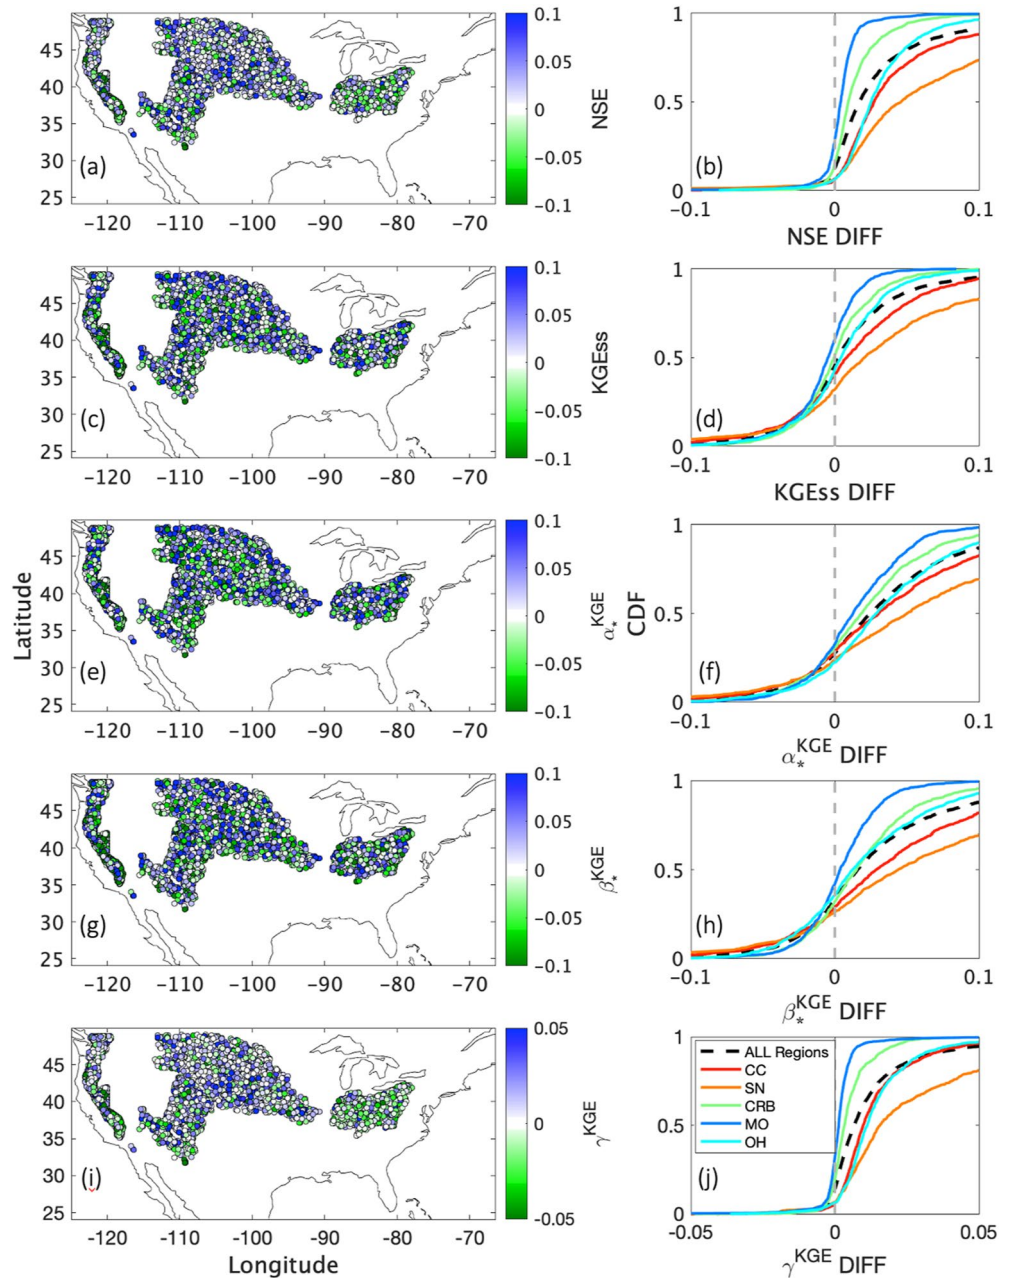 45
40
35
30
25
(a)
−120 −110 −100 −90 −80 −70
0.1
0.05
0
−0.05
−0.1
NSE
1
0.5
0
(b)
−0.1 0 0.1
NSE DIFF
45
40
35
30
25
(c)
−120 −110 −100 −90 −80 −70
0.1
0.05
0
−0.05
−0.1
KGEss
1
0.5
0
(d)
−0.1 0 0.1
KGEss DIFF
Latitude
45
40
35
30
25
(e)
−120 −110 −100 −90 −80 −70
0.1
0.05
0
−0.05
−0.1
α*^KGE
CDF
1
0.5
0
(f)
−0.1 0 0.1
α*^KGE DIFF
45
40
35
30
25
(g)
−120 −110 −100 −90 −80 −70
0.1
0.05
0
−0.05
−0.1
β*^KGE
1
0.5
0
(h)
−0.1 0 0.1
β*^KGE DIFF
45
40
35
30
25
(i)
−120 −110 −100 −90 −80 −70
Longitude
0.05
0
−0.05
γ^KGE
1
0.5
0
ALL Regions
CC
SN
CRB
MO
OH
(j)
−0.05 0 0.05
γ^KGE DIFF